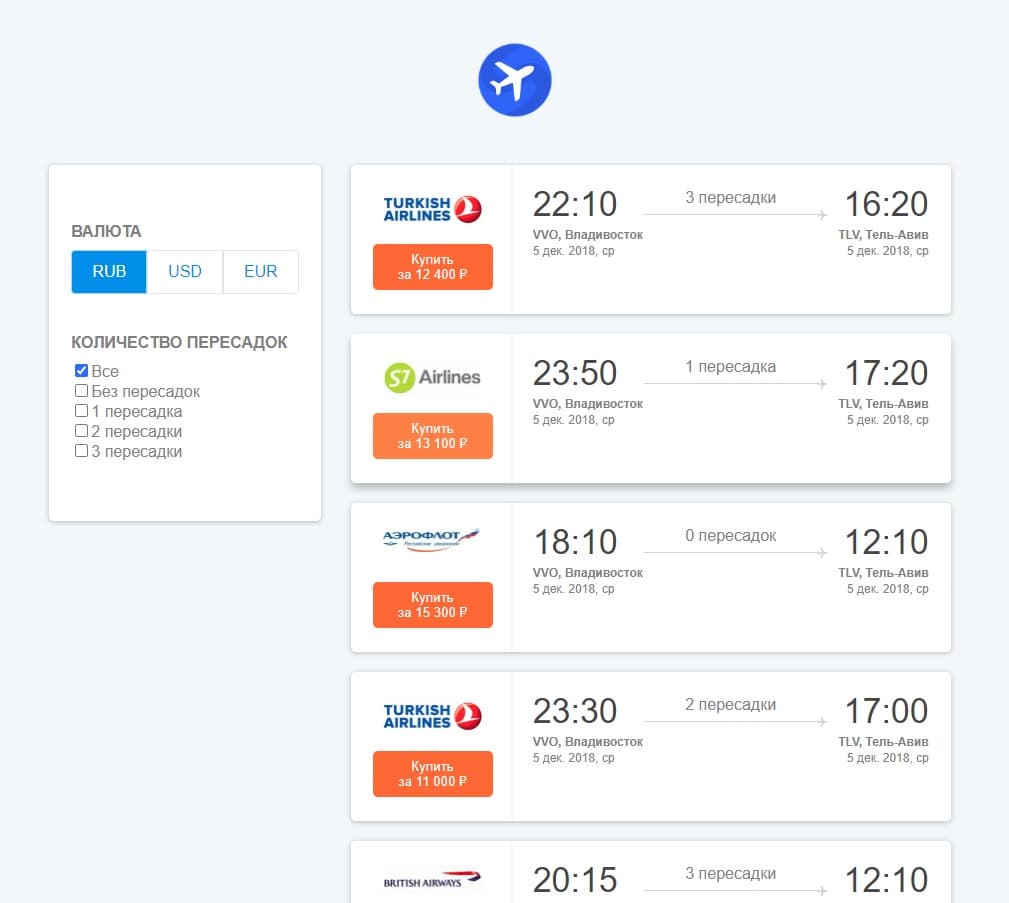 ВАЛЮТА
RUB USD EUR
КОЛИЧЕСТВО ПЕРЕСАДОК
Все
Без пересадок
1 пересадка
2 пересадки
3 пересадки
TURKISH
AIRLINES
Купить
за 12 400 ₽
22:10 3 пересадки 16:20
VVO, Владивосток TLV, Тель-Авив
5 дек. 2018, ср 5 дек. 2018, ср
S7 Airlines
Купить
за 13 100 ₽
23:50 1 пересадка 17:20
VVO, Владивосток TLV, Тель-Авив
5 дек. 2018, ср 5 дек. 2018, ср
АЭРОФЛОТ
Российские авиалинии
Купить
за 15 300 ₽
18:10 0 пересадок 12:10
VVO, Владивосток TLV, Тель-Авив
5 дек. 2018, ср 5 дек. 2018, ср
TURKISH
AIRLINES
Купить
за 11 000 ₽
23:30 2 пересадки 17:00
VVO, Владивосток TLV, Тель-Авив
5 дек. 2018, ср 5 дек. 2018, ср
BRITISH AIRWAYS
20:15 3 пересадки 12:10